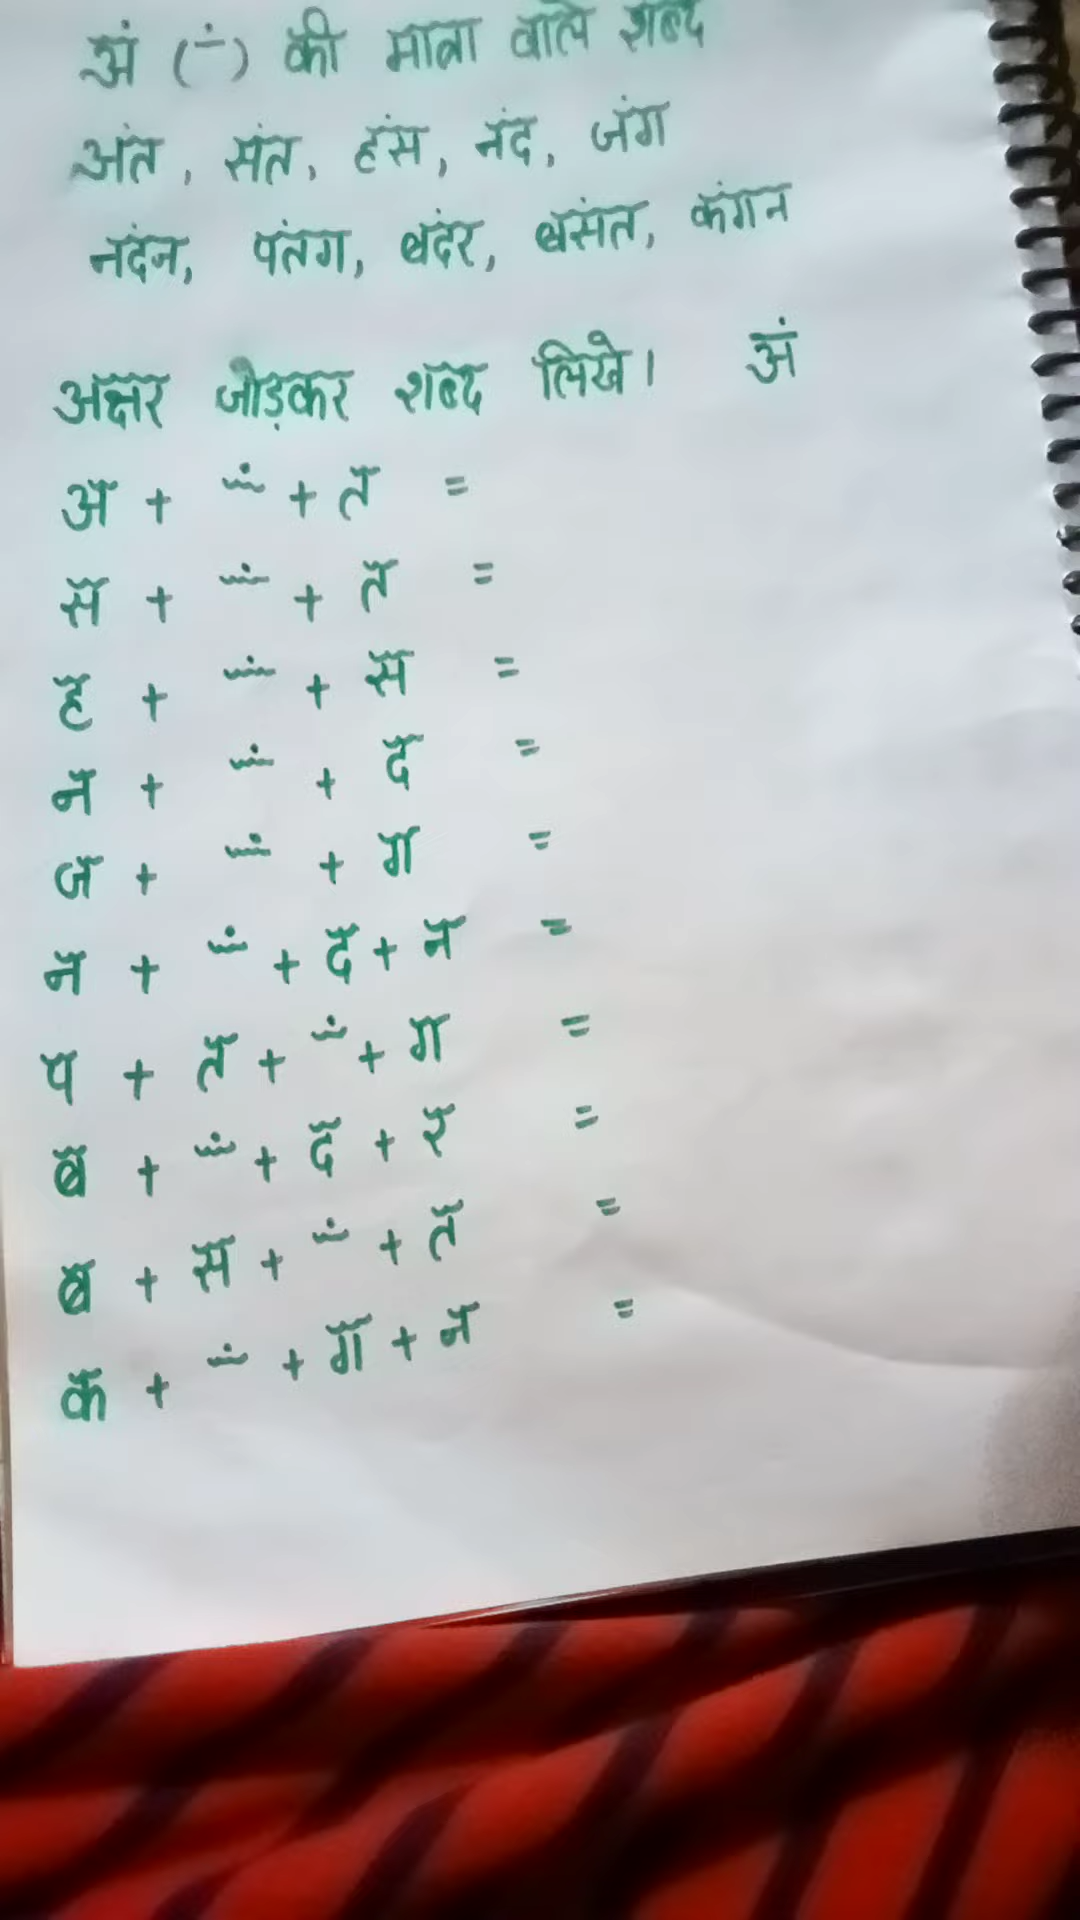 अं (ं) की मात्रा वाले शब्द
अंत, संत, हंस, नंद, जंग
नंदन, पतंग, बंदर, बसंत, कंगन
अक्षर जोड़कर शब्द लिखे। अं
अ + ं + त =
स + ं + त =
ह + ं + स =
न + ं + द =
ज + ं + ग =
न + ं + द + न =
प + त + ं + ग =
ब + ं + द + र =
ब + स + ं + त =
क + ं + ग + न =